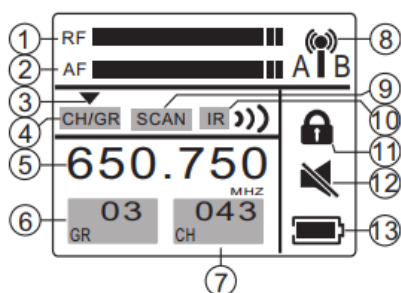 ① RF ⑧
② AF A B
③ ⑨
④ CH/GR SCAN IR ⑩
⑤ 650.750 ⑪
MHZ ⑫
⑥ 03 043
GR CH ⑬
⑦